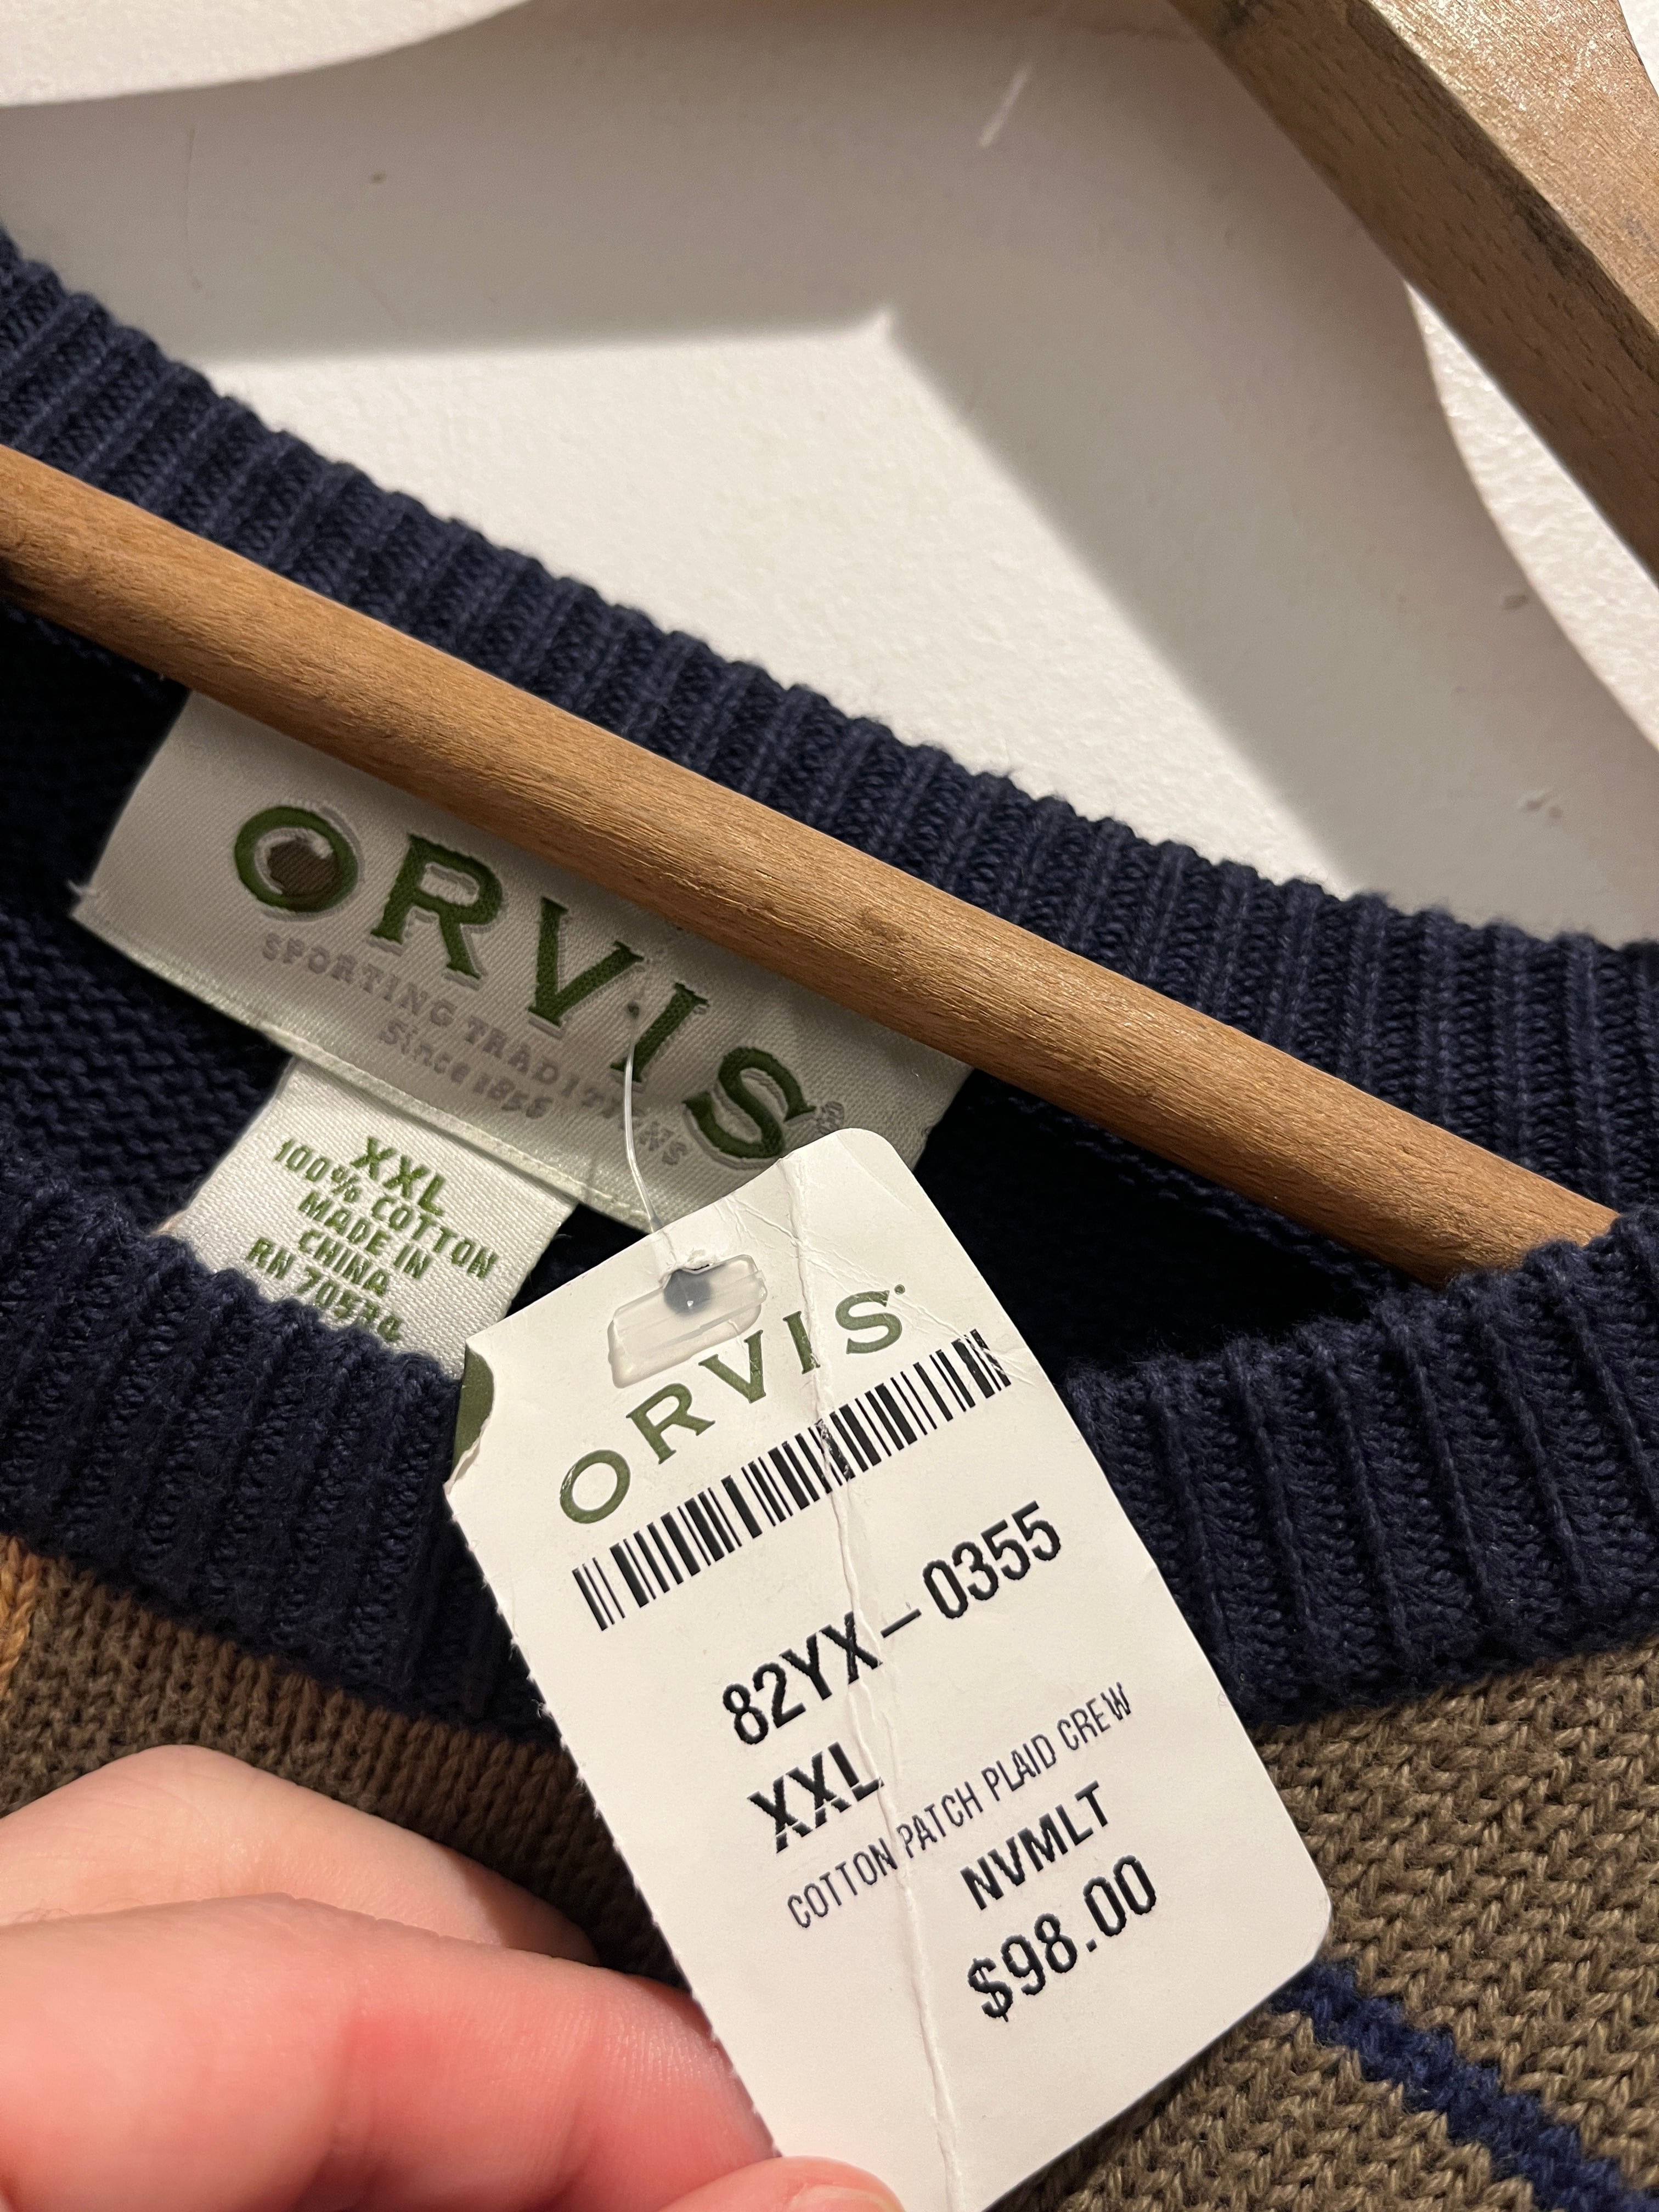 ORVIS
SPORTING TRADITIONS
Since 1856
XXL
100% COTTON
MADE IN
CHINA
RN
ORVIS
82YX-0355
XXL
COTTON PATCH PLAID CREW
NVMLT
$98.00